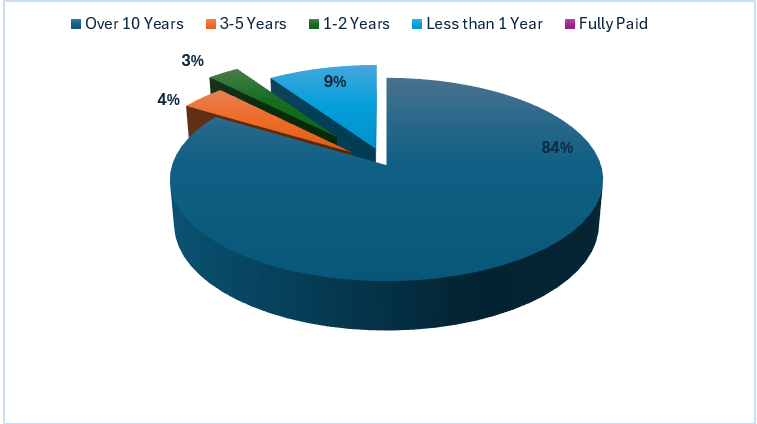 Over 10 Years 3-5 Years 1-2 Years Less than 1 Year Fully Paid
3%
9%
4%
84%